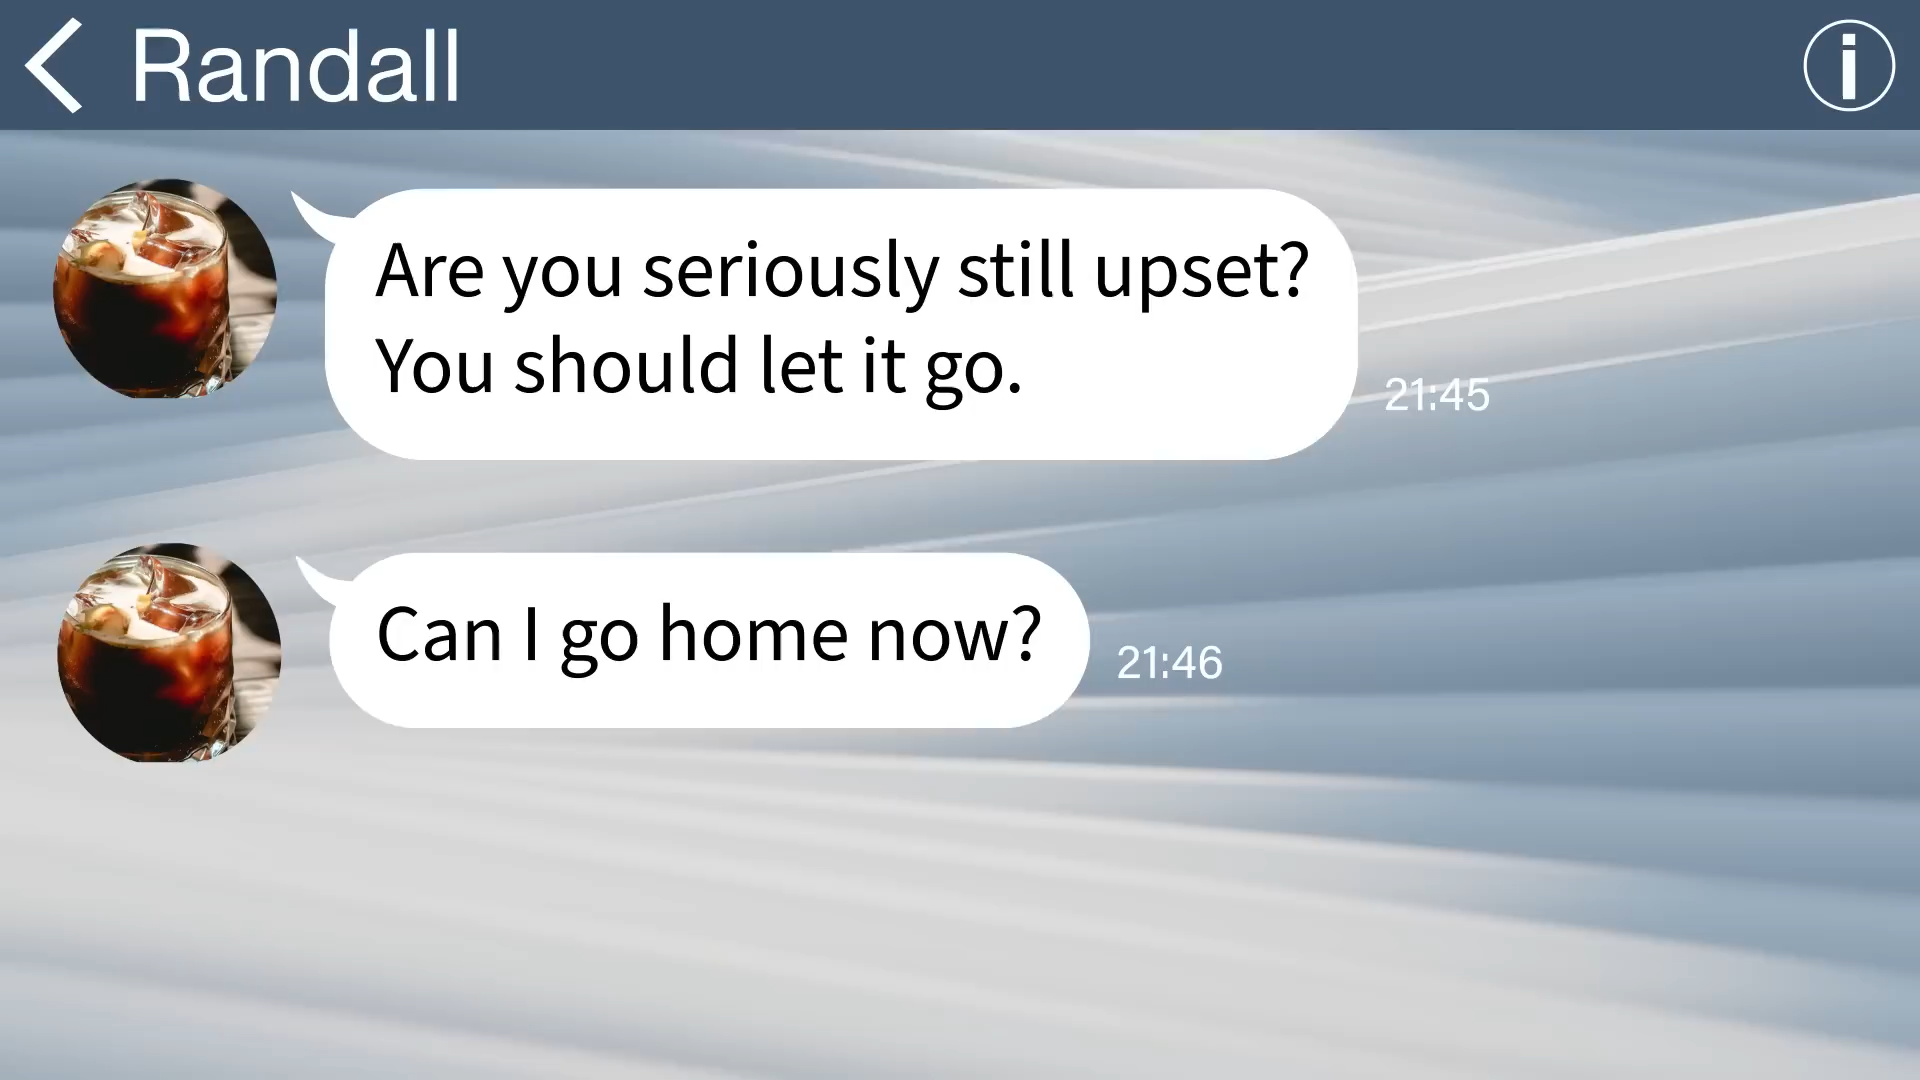 Randall
Are you seriously still upset?
You should let it go.
21:45
Can I go home now?
21:46